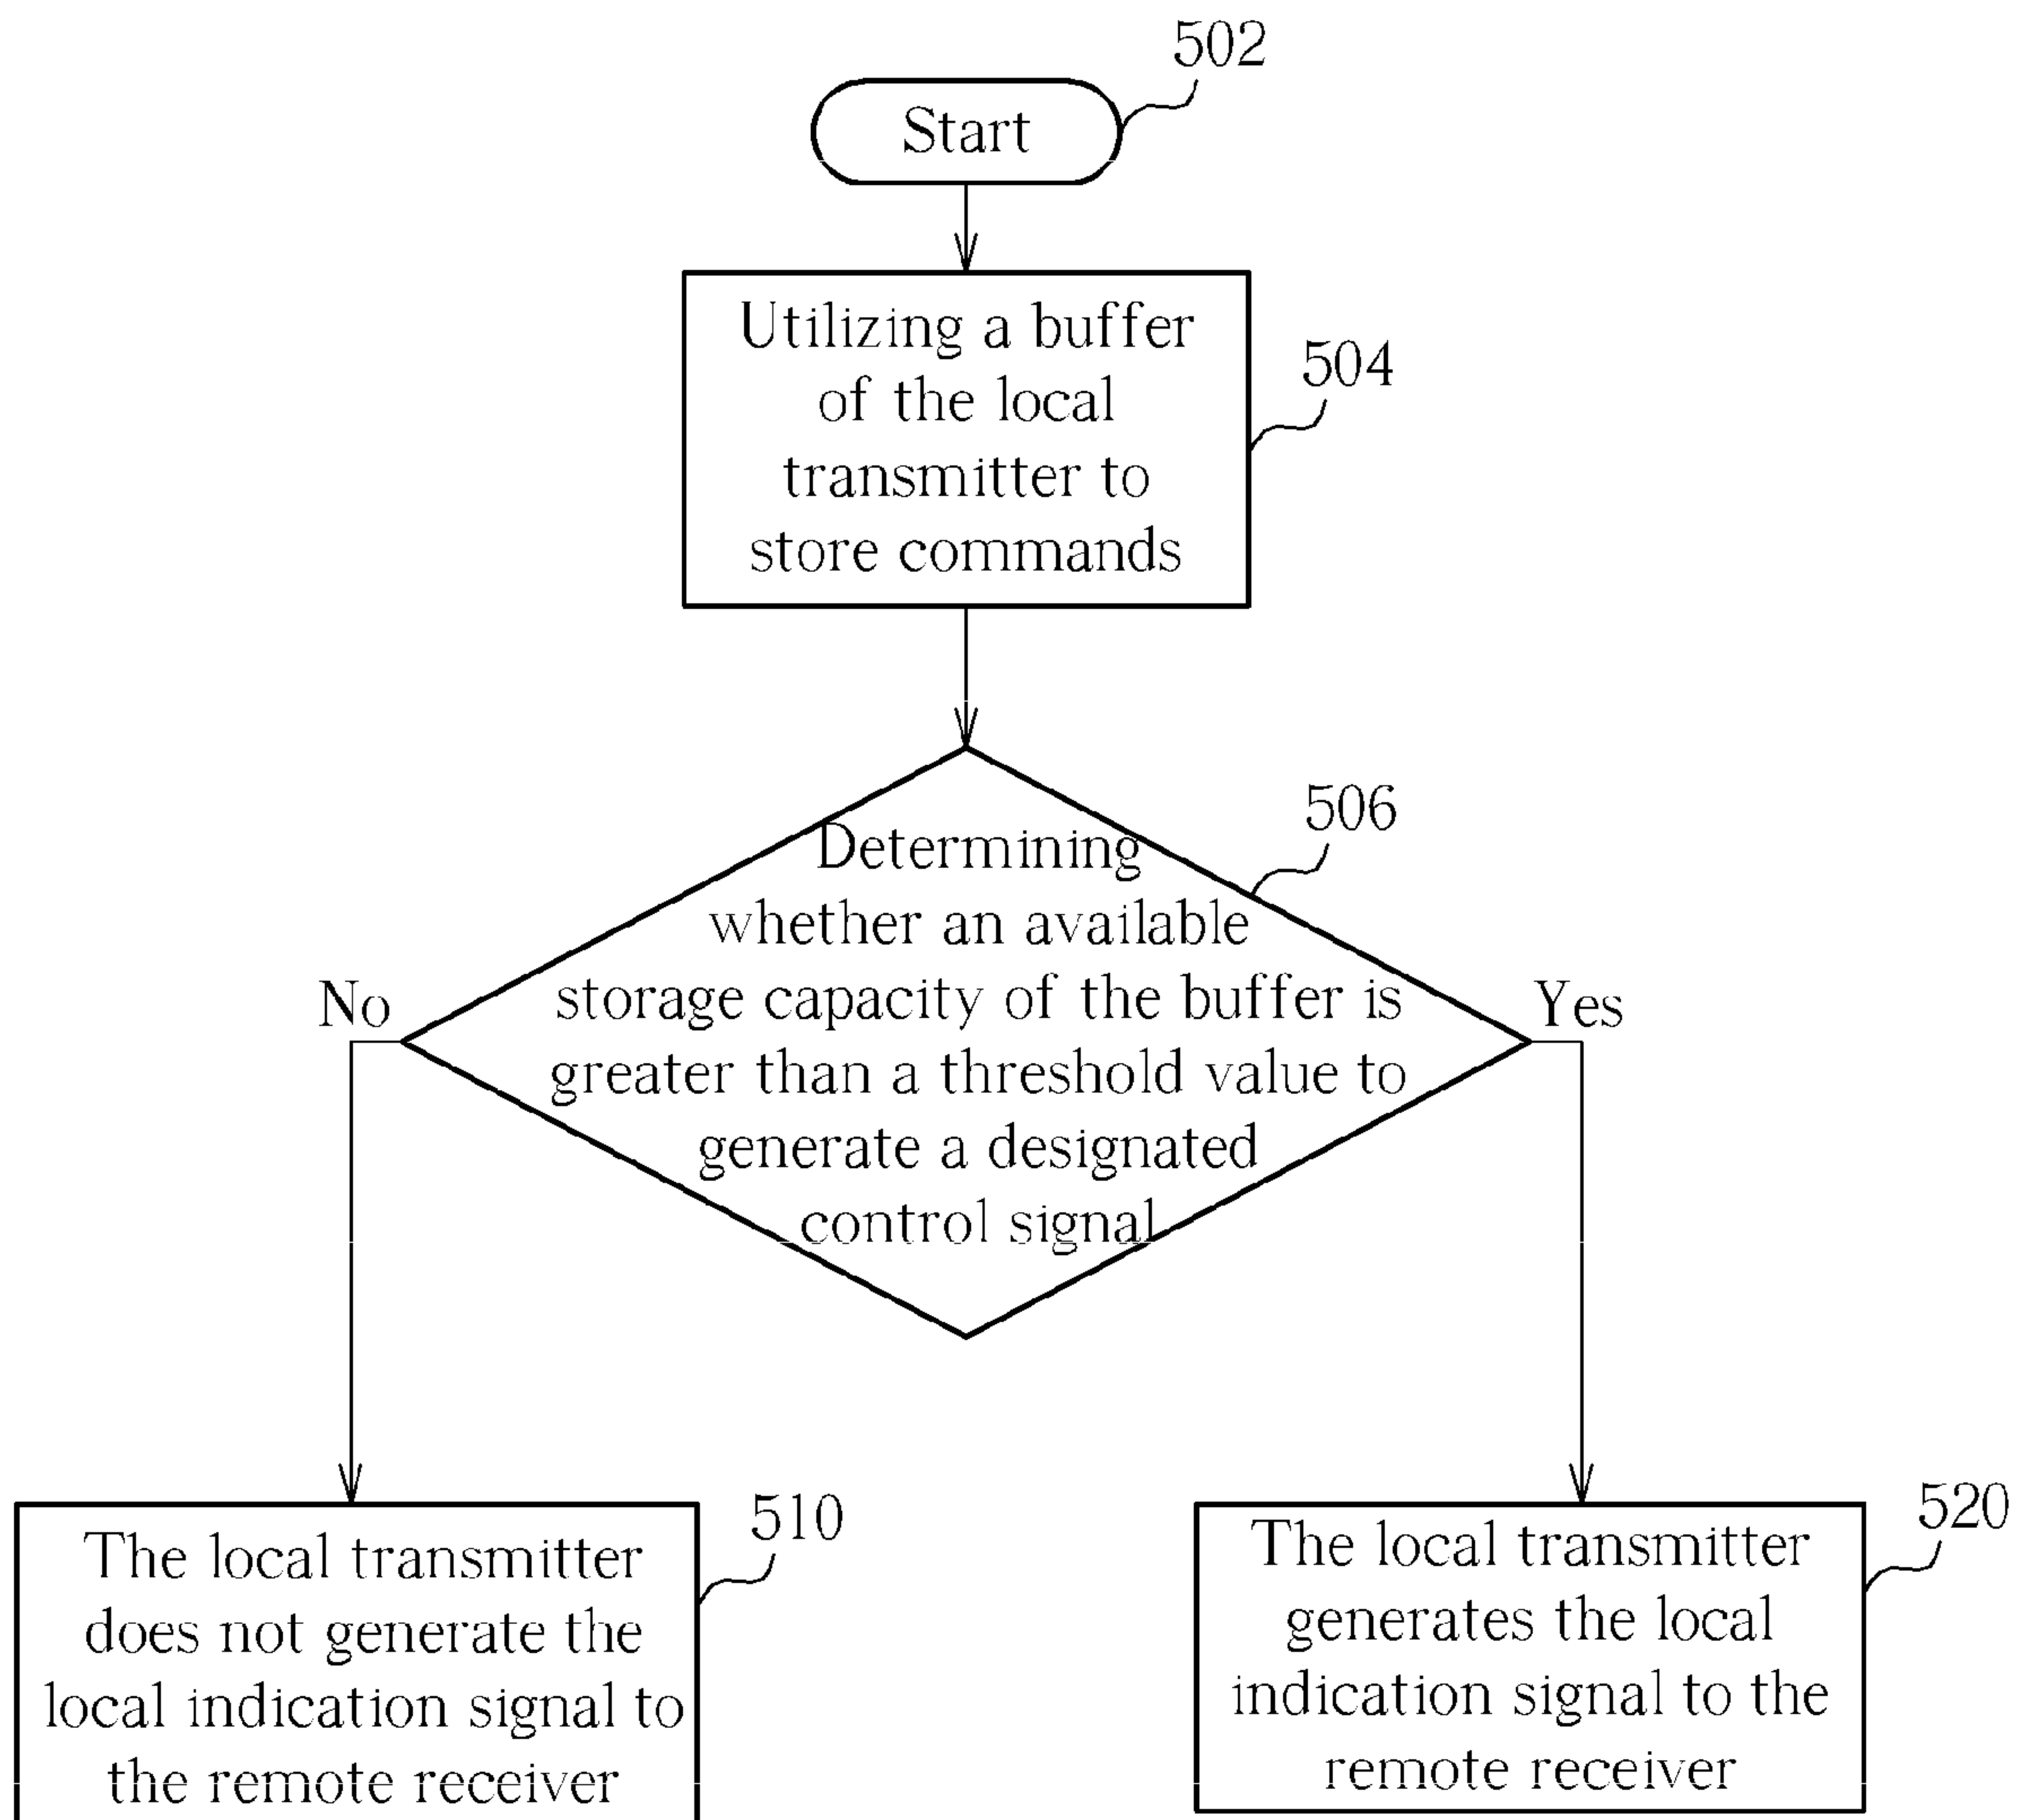 502
Start
Utilizing a buffer
of the local
transmitter to
store commands
504
506
Determining
whether an available
storage capacity of the buffer is
greater than a threshold value to
generate a designated
control signal
No
Yes
510
The local transmitter
does not generate the
local indication signal to
the remote receiver
520
The local transmitter
generates the local
indication signal to the
remote receiver